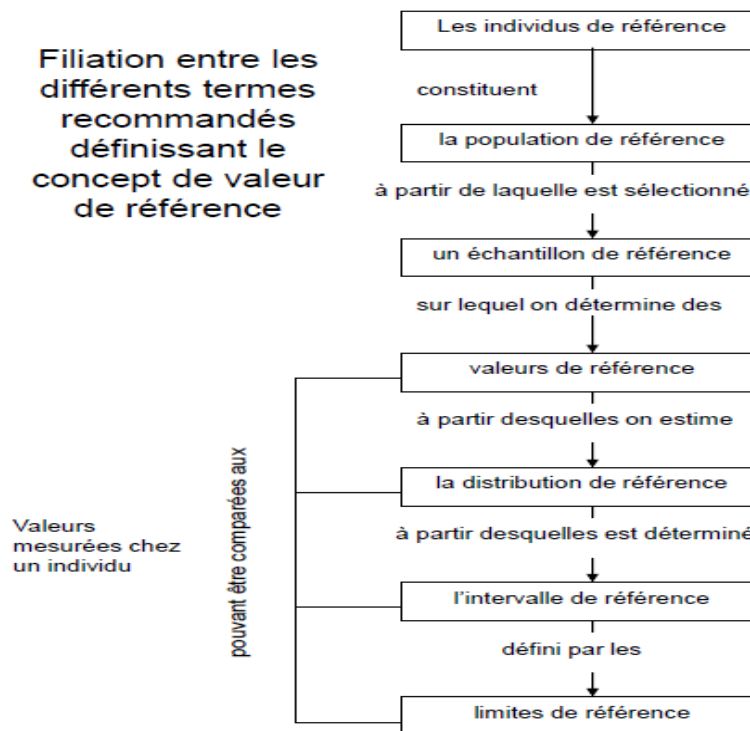 Filiation entre les
différents termes
recommandés
définissant le
concept de valeur
de référence
Les individus de référence
constituent
la population de référence
à partir de laquelle est sélectionné
un échantillon de référence
sur lequel on détermine des
valeurs de référence
à partir desquelles on estime
la distribution de référence
à partir desquelles est déterminé
l'intervalle de référence
défini par les
limites de référence
pouvant être comparées aux
Valeurs
mesurées chez
un individu